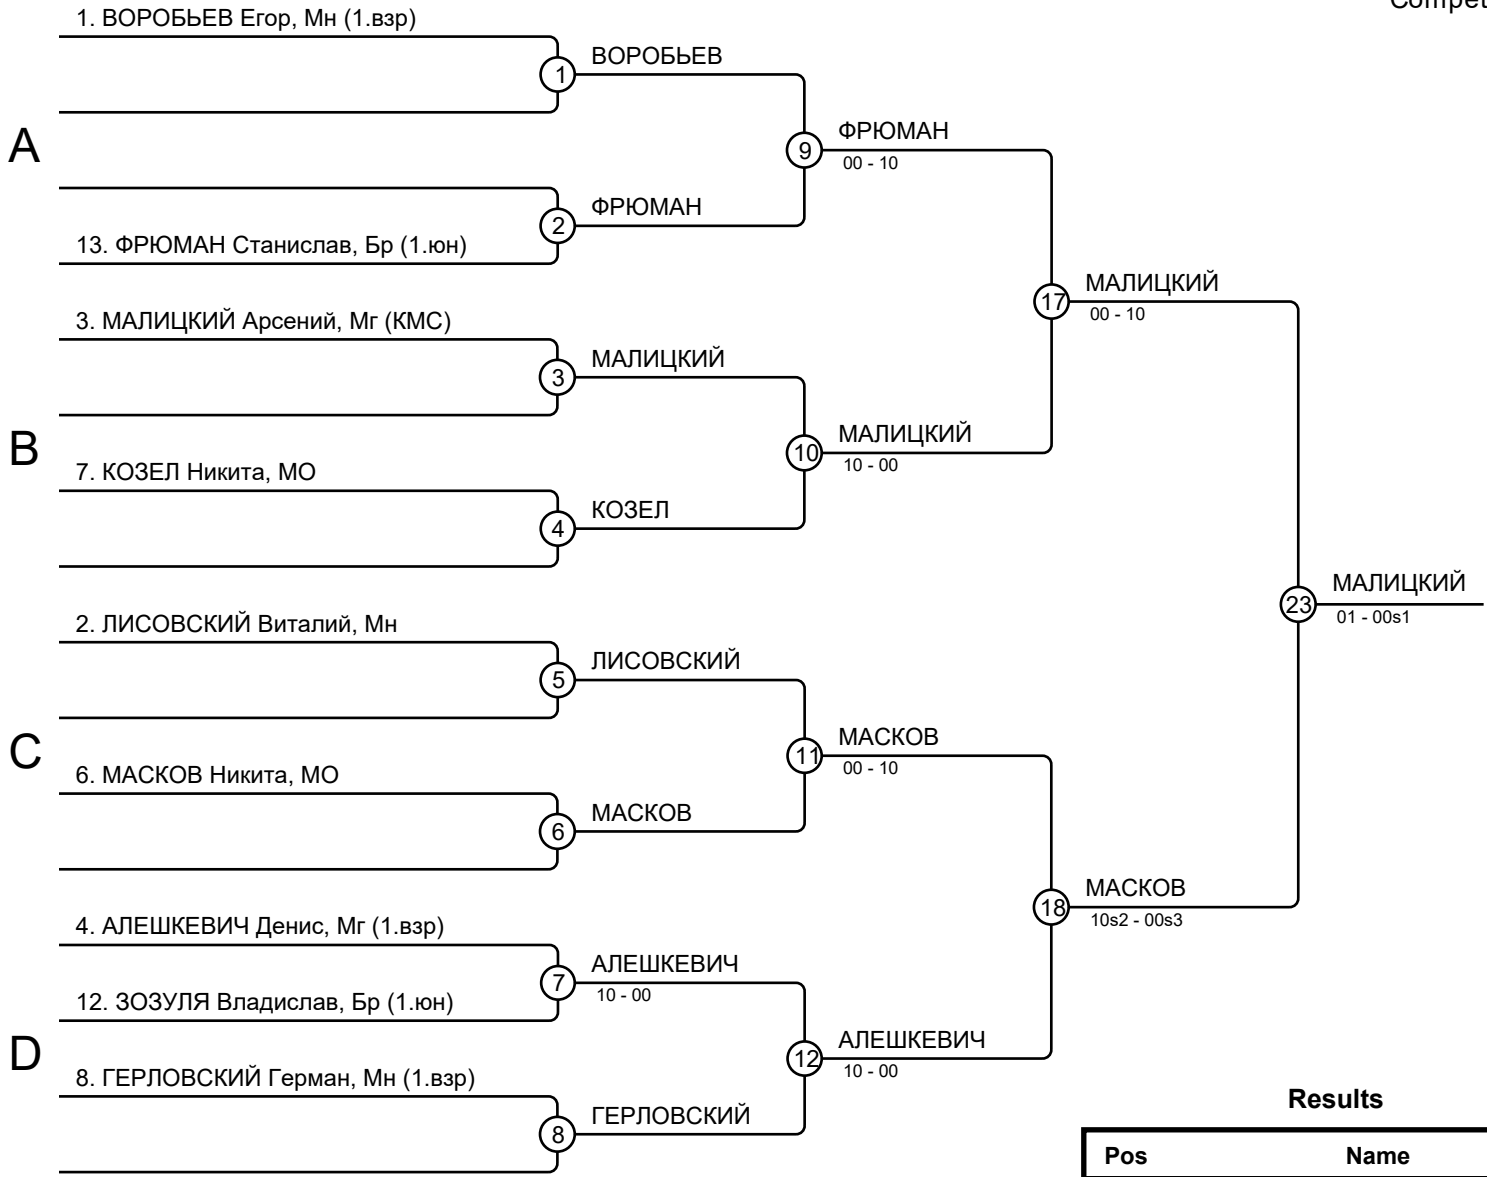 Compet
1. ВОРОБЬЕВ Егор, Мн (1.взр)
ВОРОБЬЕВ
1
A
ФРЮМАН
9
00 - 10
ФРЮМАН
2
13. ФРЮМАН Станислав, Бр (1.юн)
МАЛИЦКИЙ
17
00 - 10
3. МАЛИЦКИЙ Арсений, Мг (КМС)
МАЛИЦКИЙ
3
B
МАЛИЦКИЙ
10
10 - 00
7. КОЗЕЛ Никита, МО
КОЗЕЛ
4
МАЛИЦКИЙ
23
01 - 00s1
2. ЛИСОВСКИЙ Виталий, Мн
ЛИСОВСКИЙ
5
C
МАСКОВ
11
00 - 10
6. МАСКОВ Никита, МО
МАСКОВ
6
МАСКОВ
18
10s2 - 00s3
4. АЛЕШКЕВИЧ Денис, Мг (1.взр)
АЛЕШКЕВИЧ
7
10 - 00
12. ЗОЗУЛЯ Владислав, Бр (1.юн)
D
АЛЕШКЕВИЧ
12
10 - 00
8. ГЕРЛОВСКИЙ Герман, Мн (1.взр)
ГЕРЛОВСКИЙ
8
Results
Pos Name